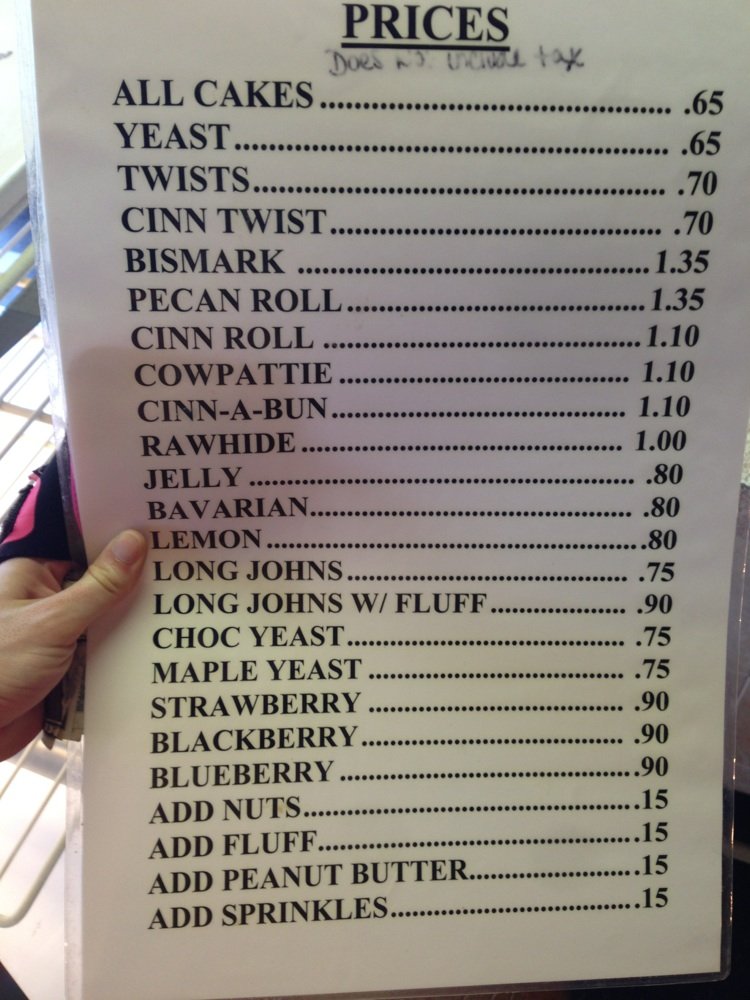 PRICES
Does not include tax
ALL CAKES .65
YEAST .65
TWISTS .70
CINN TWIST .70
BISMARK 1.35
PECAN ROLL 1.35
CINN ROLL 1.10
COWPATTIE 1.10
CINN-A-BUN 1.10
RAWHIDE 1.00
JELLY .80
BAVARIAN .80
LEMON .80
LONG JOHNS .75
LONG JOHNS W/ FLUFF .90
CHOC YEAST .75
MAPLE YEAST .75
STRAWBERRY .90
BLACKBERRY .90
BLUEBERRY .90
ADD NUTS .15
ADD FLUFF .15
ADD PEANUT BUTTER .15
ADD SPRINKLES .15